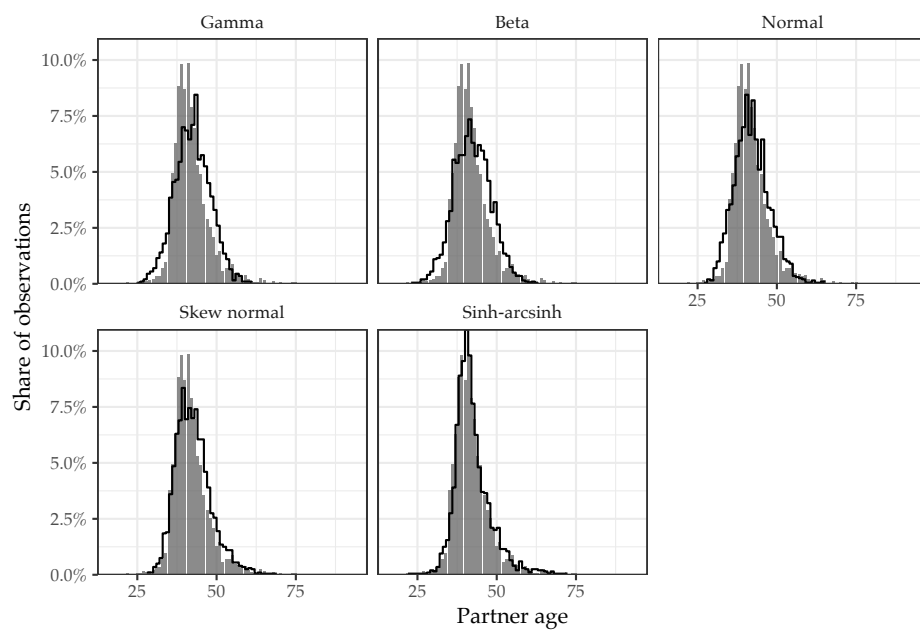 Gamma
Beta
Normal
10.0%
7.5%
5.0%
2.5%
0.0%
25
50
75
Skew normal
Sinh-arcsinh
10.0%
7.5%
5.0%
2.5%
0.0%
25
50
75
25
50
75
Share of observations
Partner age